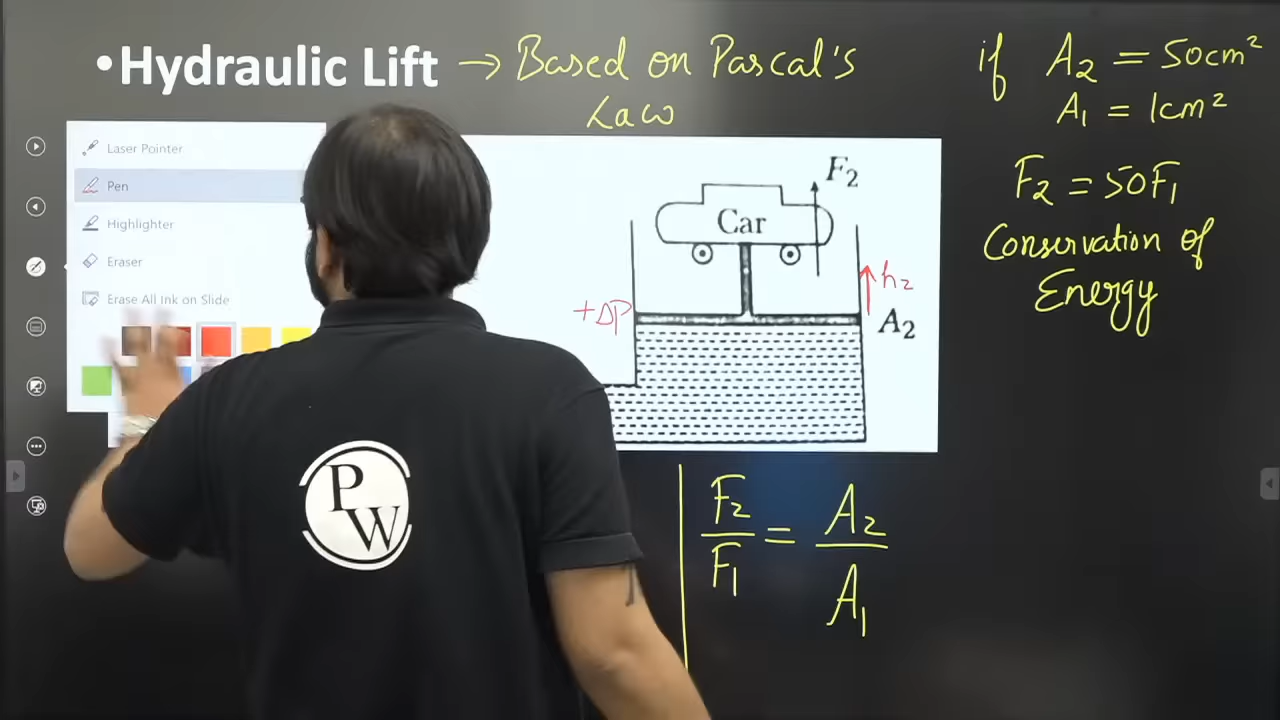 •Hydraulic Lift → Based on Pascal's
Law
if A₂ = 50cm²
A₁ = 1cm²
F₂ = 50F₁
Conservation of
Energy
Laser Pointer
Pen
Highlighter
Eraser
Erase All Ink on Slide
F₂
Car
h₂
+ΔP
A₂
F₂/F₁ = A₂/A₁
P
W